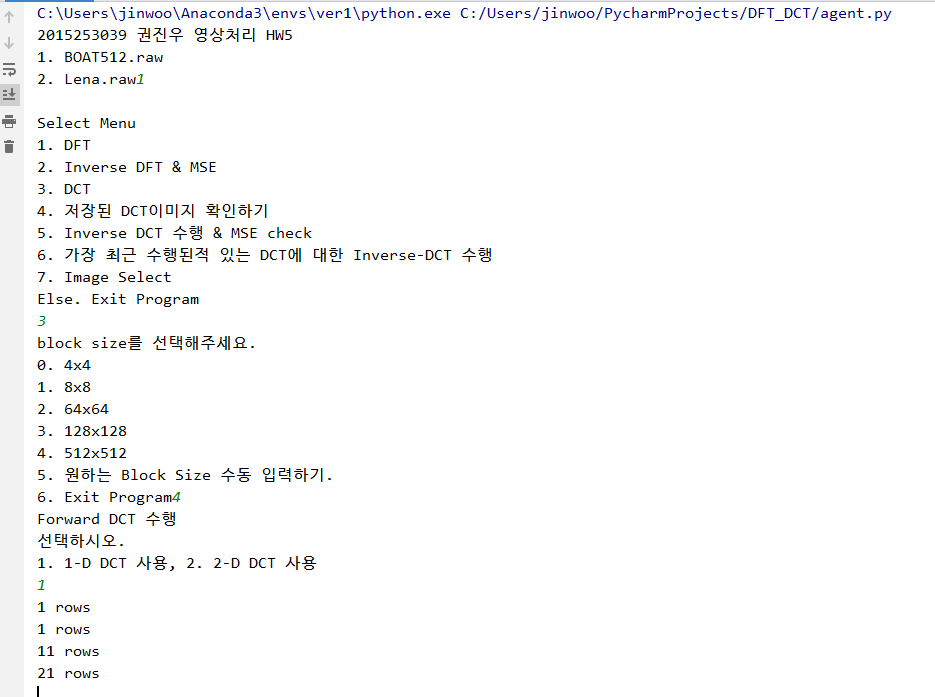 C:\Users\jinwoo\Anaconda3\envs\ver1\python.exe C:/Users/jinwoo/PycharmProjects/DFT_DCT/agent.py
2015253039 권진우 영상처리 HW5
1. BOAT512.raw
2. Lena.raw1
Select Menu
1. DFT
2. Inverse DFT & MSE
3. DCT
4. 저장된 DCT이미지 확인하기
5. Inverse DCT 수행 & MSE check
6. 가장 최근 수행된적 있는 DCT에 대한 Inverse-DCT 수행
7. Image Select
Else. Exit Program
3
block size를 선택해주세요.
0. 4x4
1. 8x8
2. 64x64
3. 128x128
4. 512x512
5. 원하는 Block Size 수동 입력하기.
6. Exit Program4
Forward DCT 수행
선택하시오.
1. 1-D DCT 사용, 2. 2-D DCT 사용
1
1 rows
1 rows
11 rows
21 rows